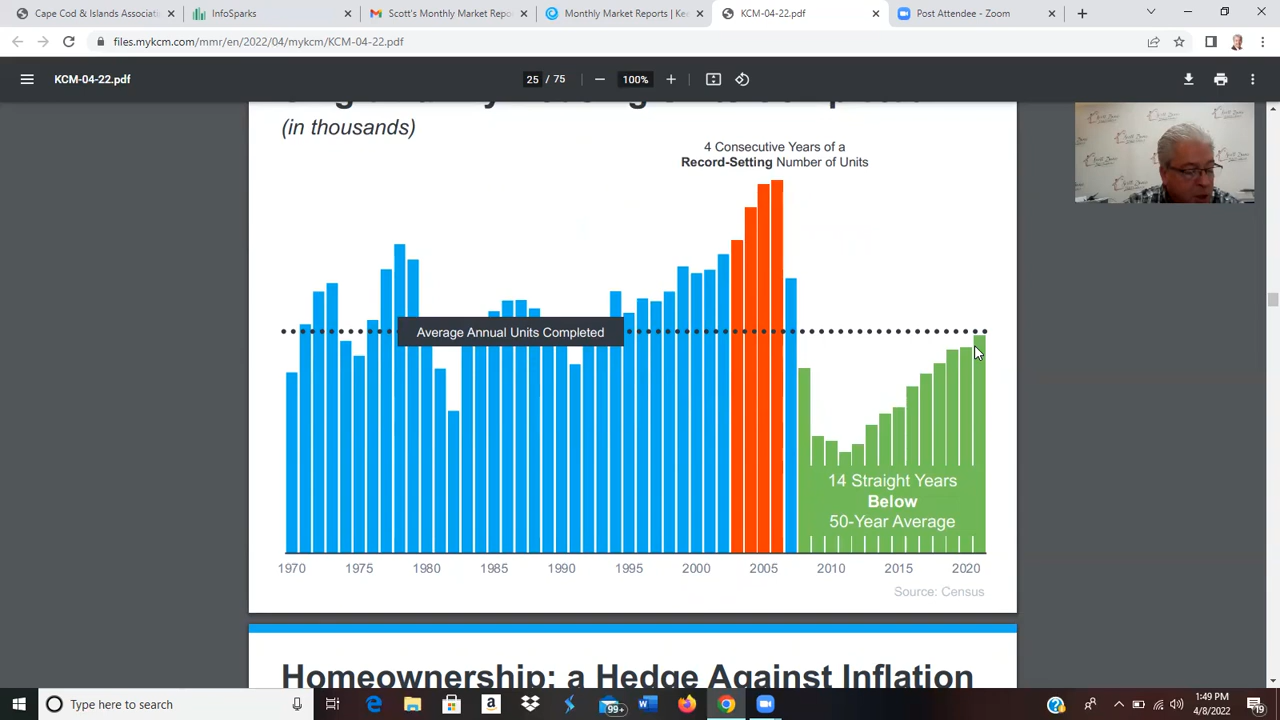 Cape Cod & Islands Associati
InfoSparks
Scott's Monthly Market Repo
Monthly Market Reports | Kee
KCM-04-22.pdf
Post Attendee - Zoom
files.mykcm.com/mmr/en/2022/04/mykcm/KCM-04-22.pdf
KCM-04-22.pdf
25 / 75
100%
(in thousands)
4 Consecutive Years of a
Record-Setting Number of Units
Average Annual Units Completed
14 Straight Years
Below
50-Year Average
1970 1975 1980 1985 1990 1995 2000 2005 2010 2015 2020
Source: Census
Homeownership: a Hedge Against Inflation
Type here to search
99+
1:49 PM
4/8/2022
19